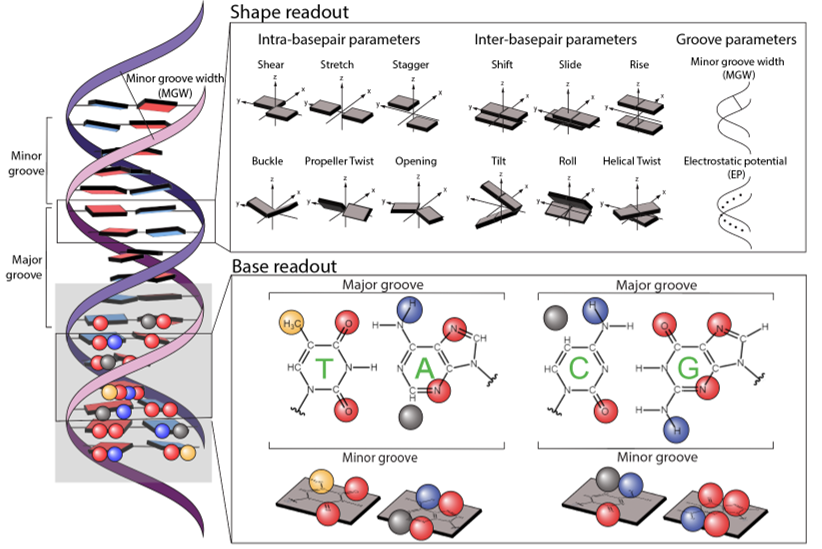 Shape readout
Intra-basepair parameters
Inter-basepair parameters
Groove parameters
Shear
Stretch
Stagger
Shift
Slide
Rise
Minor groove width
(MGW)
z
x
y
z
x
y
z
x
y
z
x
y
z
x
y
z
x
y
Buckle
Propeller Twist
Opening
Tilt
Roll
Helical Twist
Electrostatic potential
(EP)
z
x
y
z
x
y
z
x
y
z
x
y
z
x
y
z
x
y
Minor groove width
(MGW)
Minor
groove
Major
groove
Base readout
Major groove
Major groove
H₃C
O
H
N
H
N
CH
H
H
N
H
O
N
H
HC
T
N
H
N
A
N
HC
C
N
H
N
G
N
N
O
C
H
N
N
O
H
N
N
H
Minor groove
Minor groove